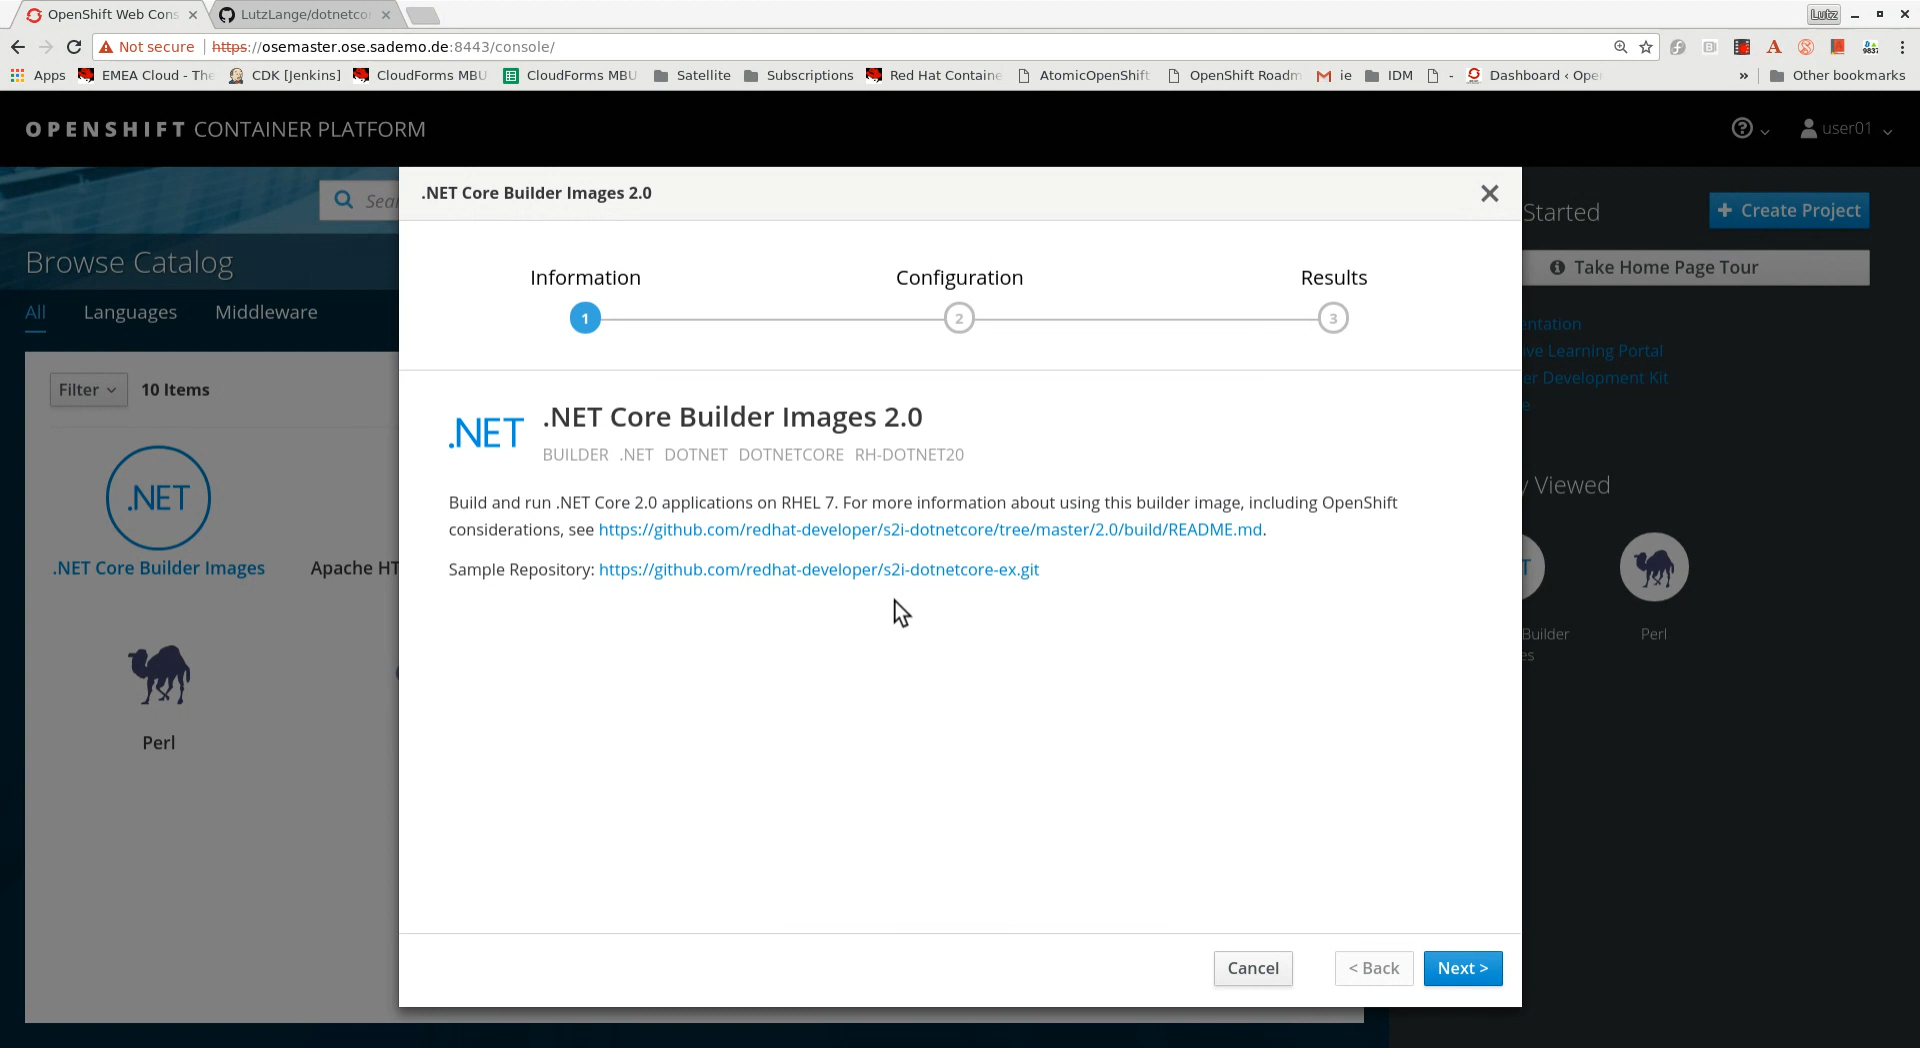 OpenShift Web Cons
LutzLange/dotnetco
Lutz
Not secure
https://osemaster.ose.sademo.de:8443/console/
Apps
EMEA Cloud - The
CDK [Jenkins]
CloudForms MBU
CloudForms MBU
Satellite
Subscriptions
Red Hat Containe
AtomicOpenShift
OpenShift Roadm
ie
IDM
-
Dashboard ‹ Ope
»
Other bookmarks
OPENSHIFT CONTAINER PLATFORM
user01
.NET Core Builder Images 2.0
Sear
Started
Create Project
Browse Catalog
Take Home Page Tour
Information
Configuration
Results
All
Languages
Middleware
1
2
3
entation
ve Learning Portal
er Development Kit
e
Filter
10 Items
.NET
.NET Core Builder Images 2.0
BUILDER .NET DOTNET DOTNETCORE RH-DOTNET20
Build and run .NET Core 2.0 applications on RHEL 7. For more information about using this builder image, including OpenShift
considerations, see https://github.com/redhat-developer/s2i-dotnetcore/tree/master/2.0/build/README.md.
Sample Repository: https://github.com/redhat-developer/s2i-dotnetcore-ex.git
.NET
.NET Core Builder Images
Apache HT
y Viewed
T
Builder
es
Perl
Perl
Cancel
< Back
Next >